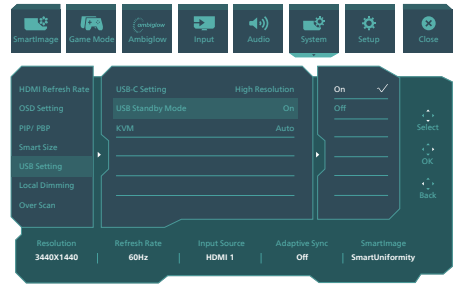 ambiglow
SmartImage Game Mode Ambiglow Input Audio System Setup Close
HDMI Refresh Rate USB-C Setting High Resolution On
OSD Setting USB Standby Mode On Off
PIP/ PBP KVM Auto Select
Smart Size
USB Setting OK
Local Dimming
Over Scan Back
Resolution Refresh Rate Input Source Adaptive Sync SmartImage
3440X1440 60Hz HDMI 1 Off SmartUniformity